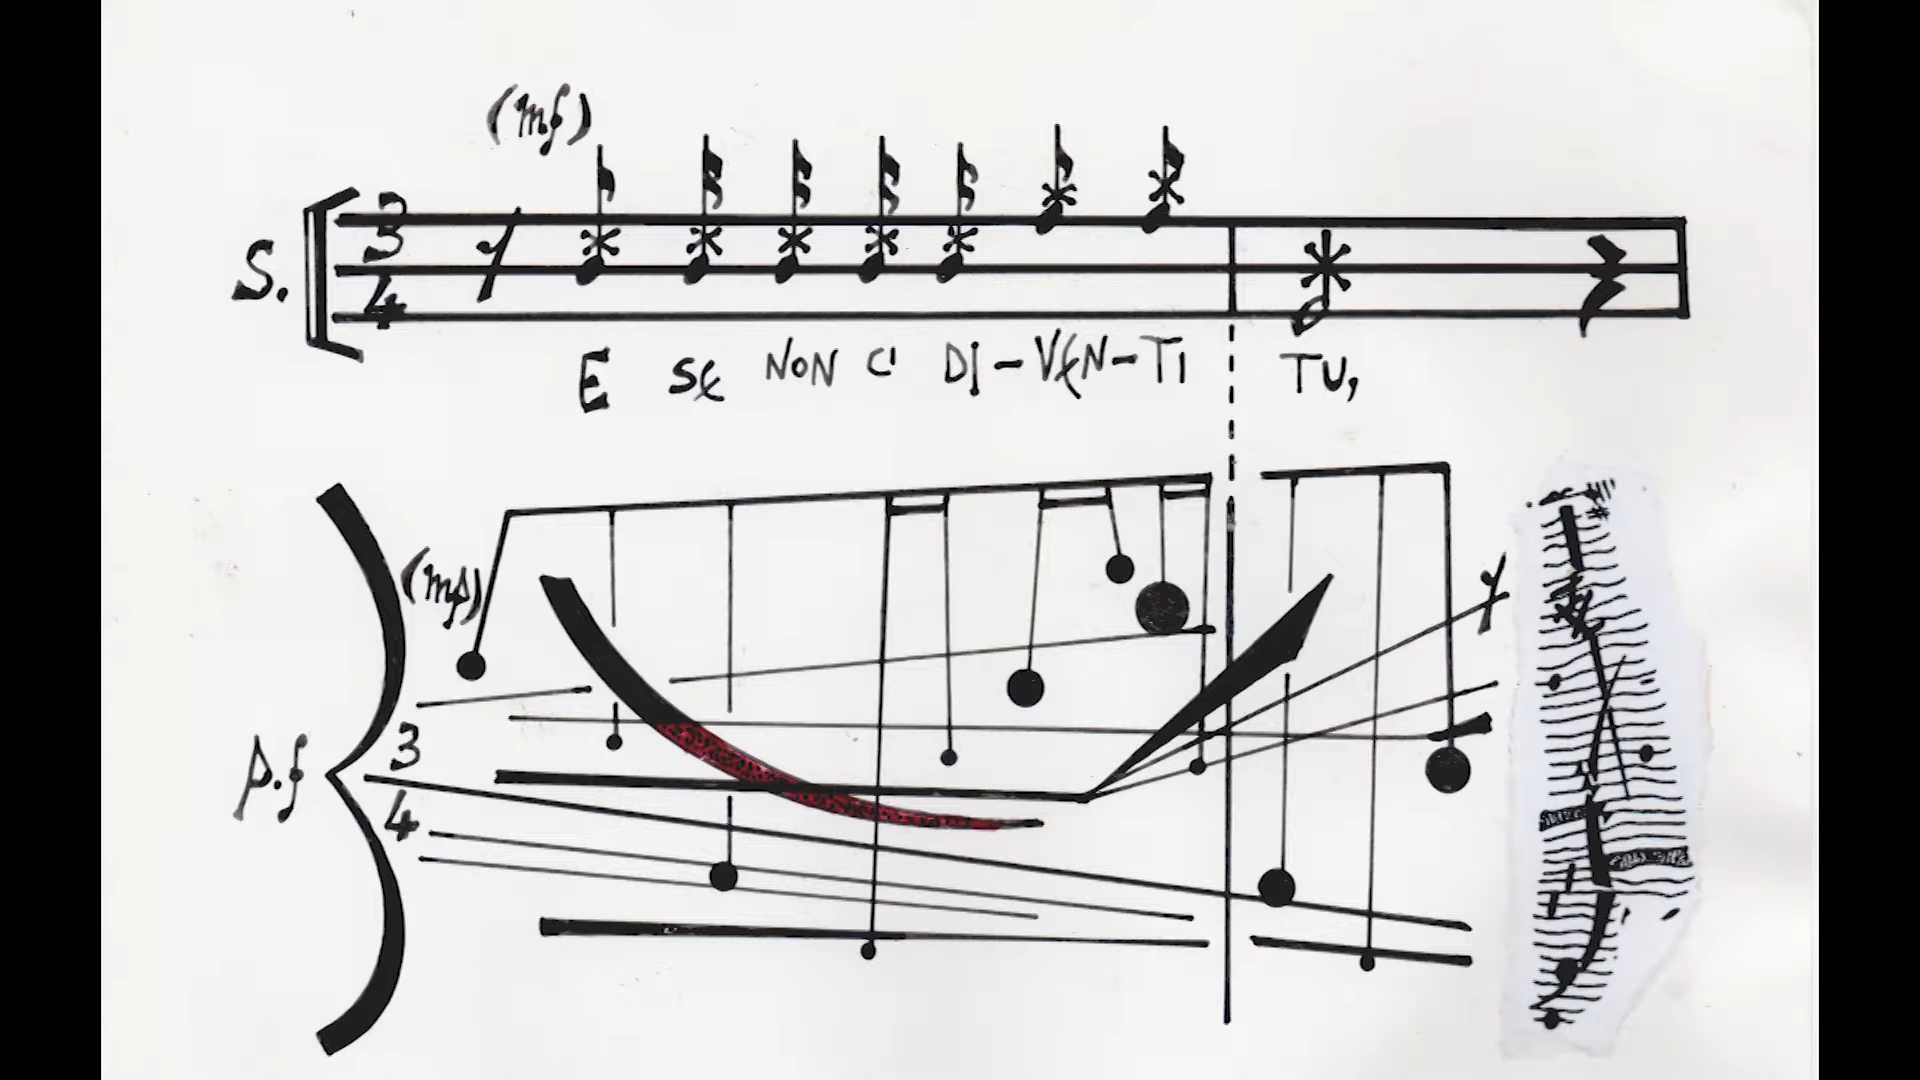 (mf)
S.
3
4
E SE NON CI DI-VEN-TI TU,
(mp)
p.f
3
4